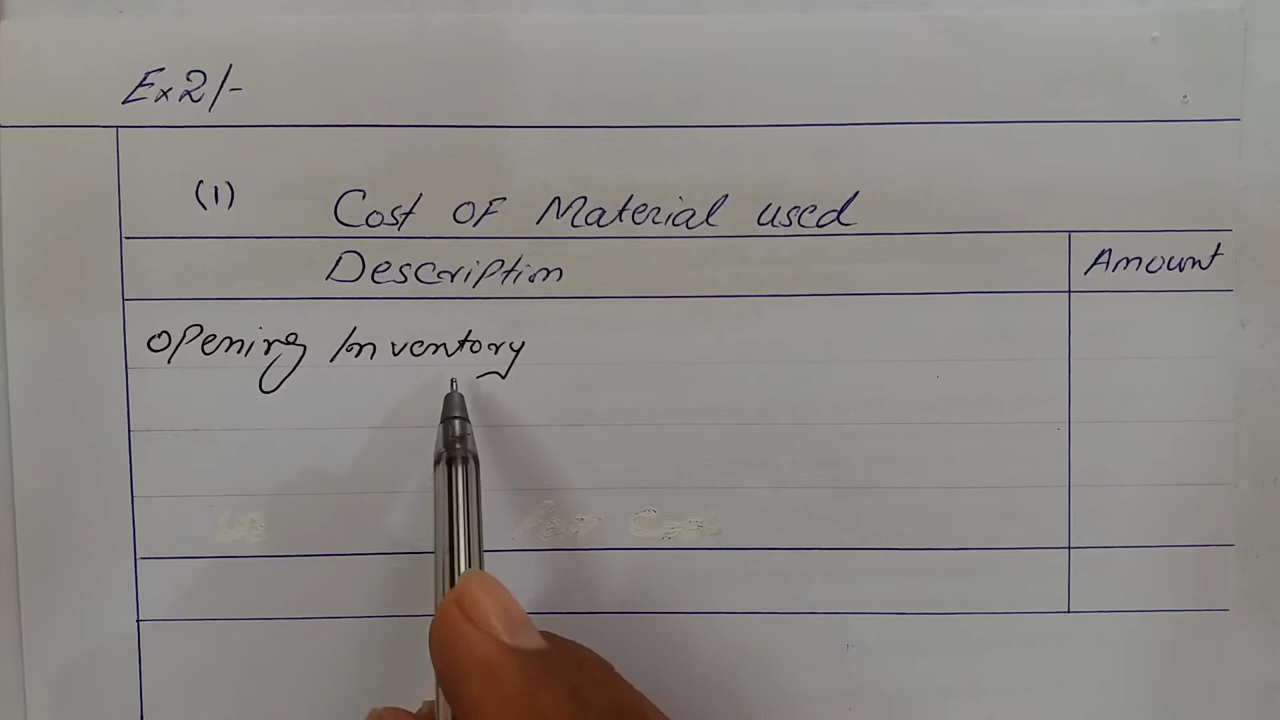 Ex2/-
(1) Cost OF Material used
Description Amount
Opening Inventory